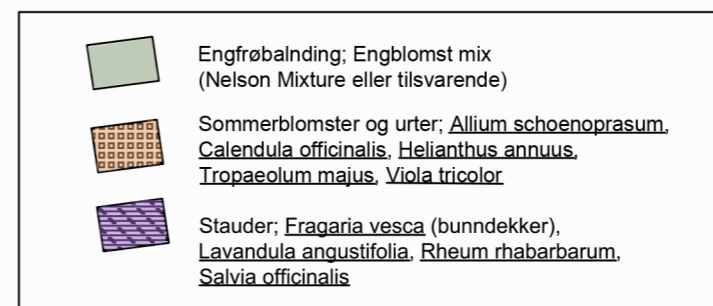 Engfrøbalnding; Engblomst mix
(Nelson Mixture eller tilsvarende)
Sommerblomster og urter; Allium schoenoprasum,
Calendula officinalis, Helianthus annuus,
Tropaeolum majus, Viola tricolor
Stauder; Fragaria vesca (bunndekker),
Lavandula angustifolia, Rheum rhabarbarum,
Salvia officinalis